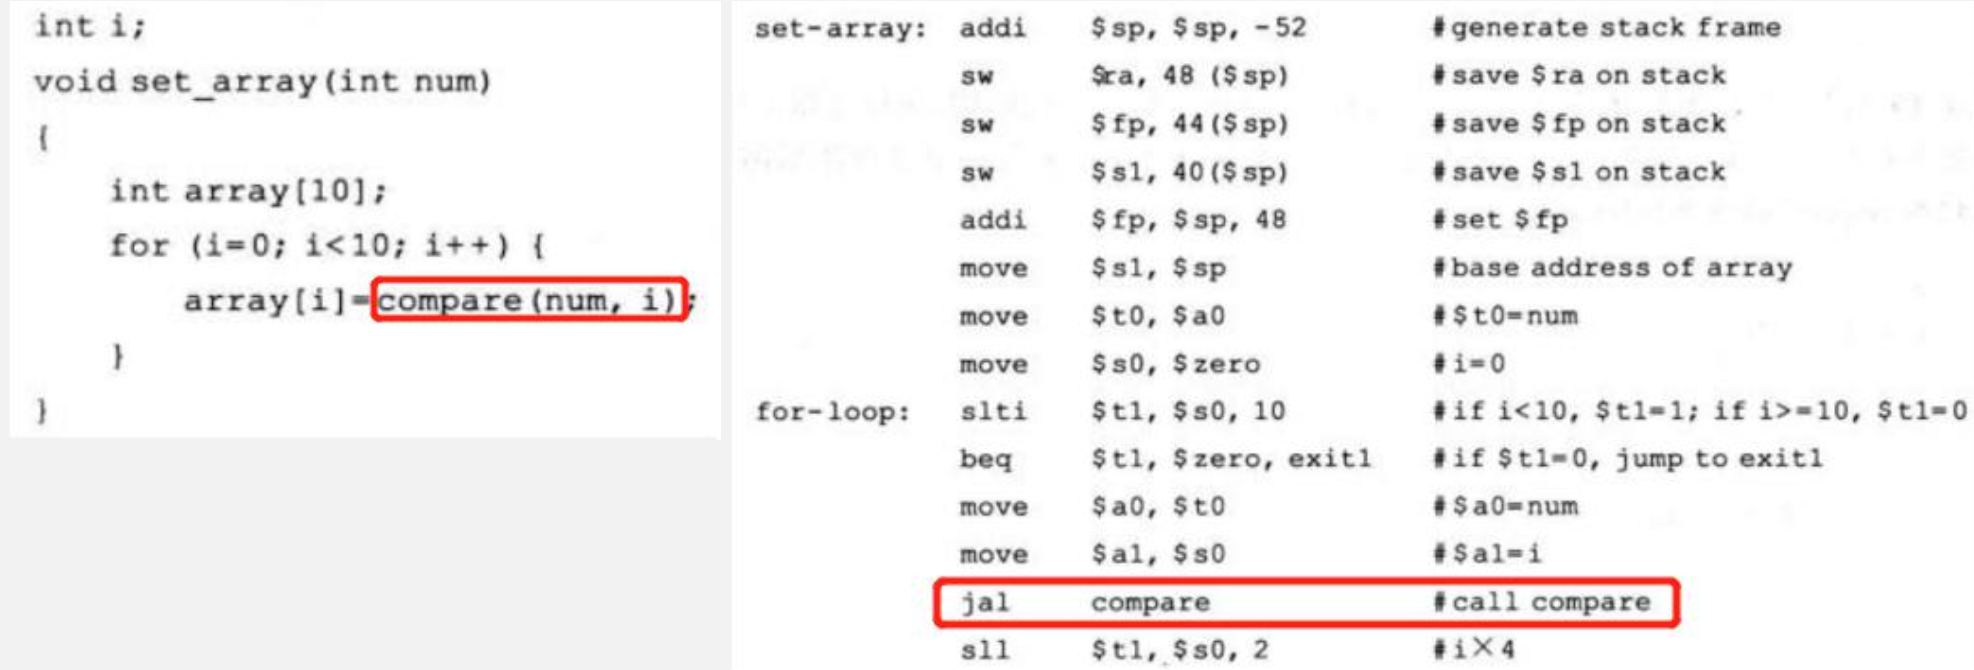 int i;
void set_array(int num)
{
int array[10];
for (i=0; i<10; i++) {
array[i]=compare(num, i);
}
}
set-array: addi $sp, $sp, -52 #generate stack frame
sw $ra, 48 ($sp) #save $ra on stack
sw $fp, 44($sp) #save $fp on stack
sw $s1, 40($sp) #save $s1 on stack
addi $fp, $sp, 48 #set $fp
move $s1, $sp #base address of array
move $t0, $a0 #$t0=num
move $s0, $zero #i=0
for-loop: slti $t1, $s0, 10 #if i<10, $t1=1; if i>=10, $t1=0
beq $t1, $zero, exit1 #if $t1=0, jump to exit1
move $a0, $t0 #$a0=num
move $a1, $s0 #$a1=i
jal compare #call compare
sll $t1, $s0, 2 #i×4